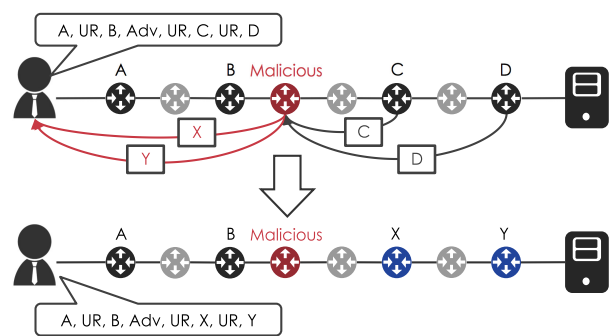 A, UR, B, Adv, UR, C, UR, D
A B Malicious C D
X C
Y D
A B Malicious X Y
A, UR, B, Adv, UR, X, UR, Y